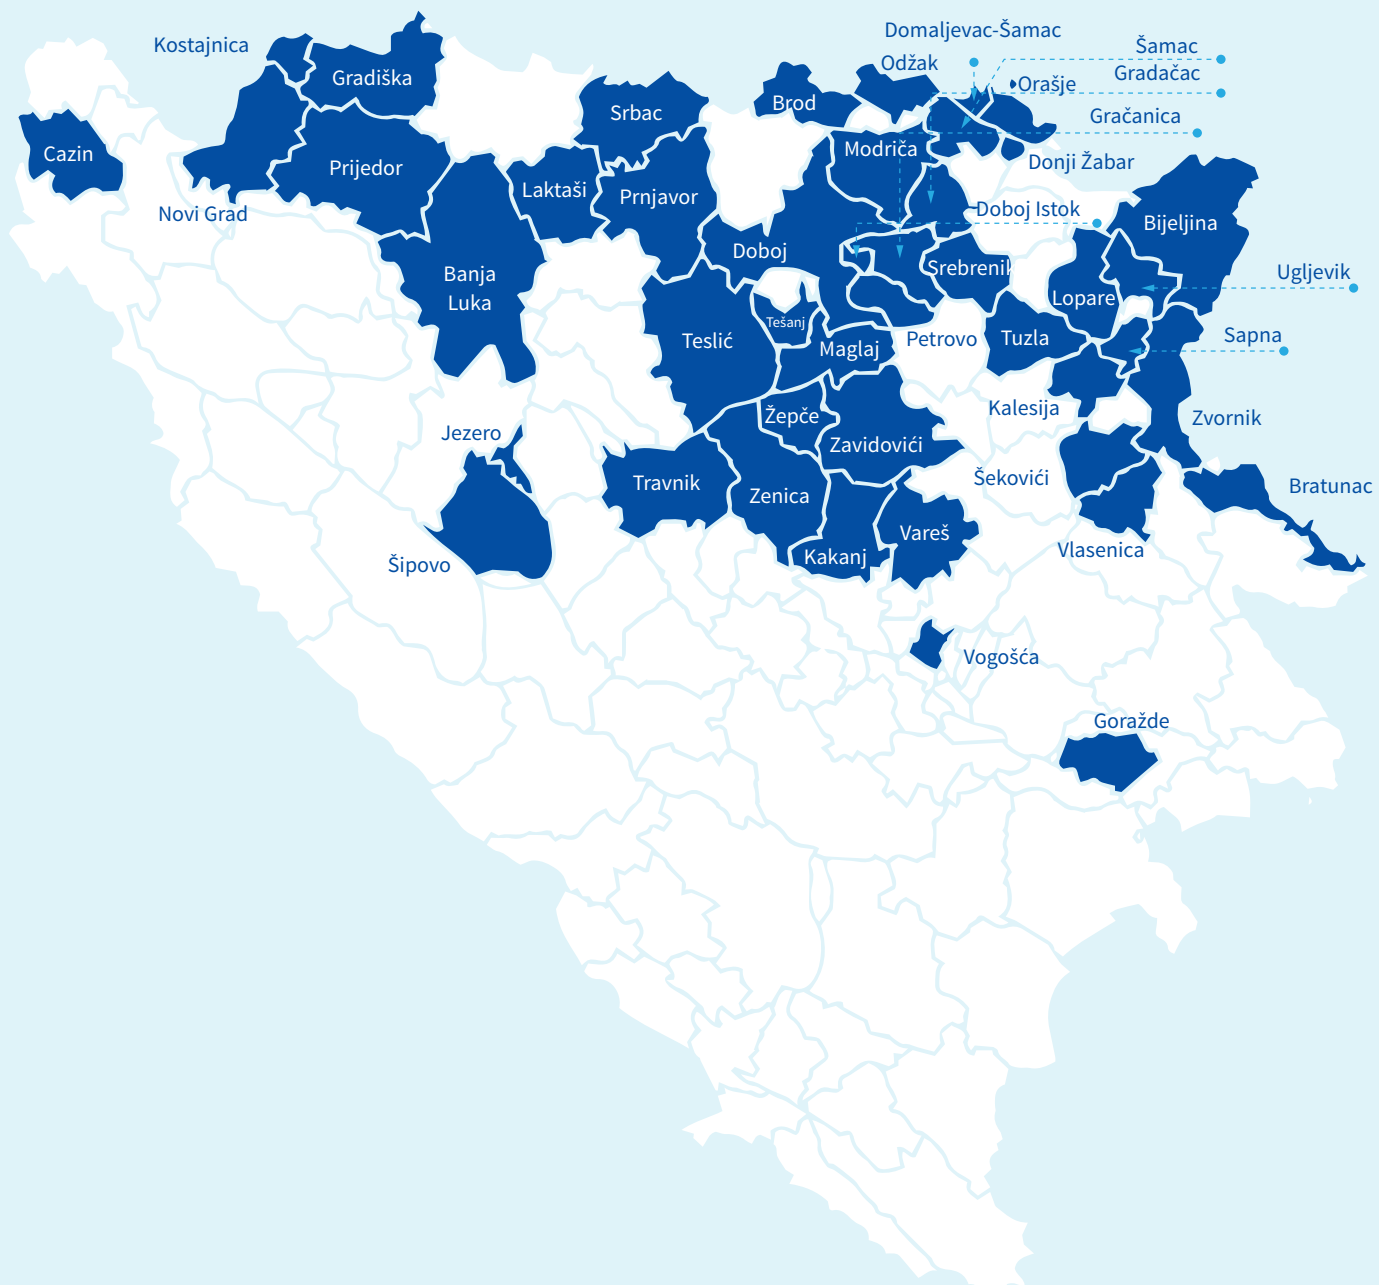 Domaljevac-Šamac
Kostajnica
Šamac
Odžak
Gradačac
Gradiška
Orašje
Brod
Srbac
Gračanica
Cazin
Modriča
Donji Žabar
Prijedor
Laktaši
Prnjavor
Novi Grad
Doboj Istok
Bijeljina
Doboj
Srebrenik
Banja
Luka
Ugljevik
Lopare
Tešanj
Sapna
Teslić
Petrovo
Tuzla
Maglaj
Kalesija
Žepče
Zvornik
Jezero
Zavidovići
Šekovići
Travnik
Bratunac
Zenica
Vareš
Vlasenica
Kakanj
Šipovo
Vogošća
Goražde